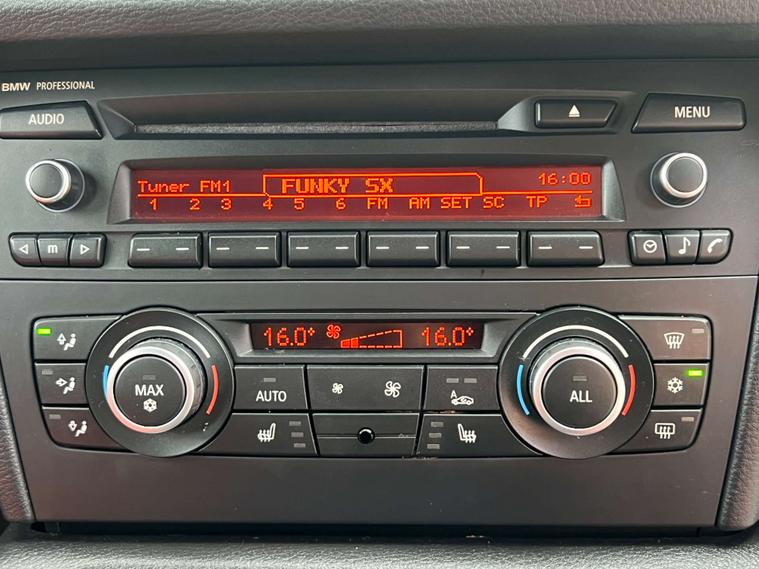 BMW PROFESSIONAL
AUDIO
MENU
Tuner FM1 FUNKY SX 16:00
1 2 3 4 5 6 FM AM SET SC TP
m
16.0° 16.0°
MAX
AUTO
A
ALL